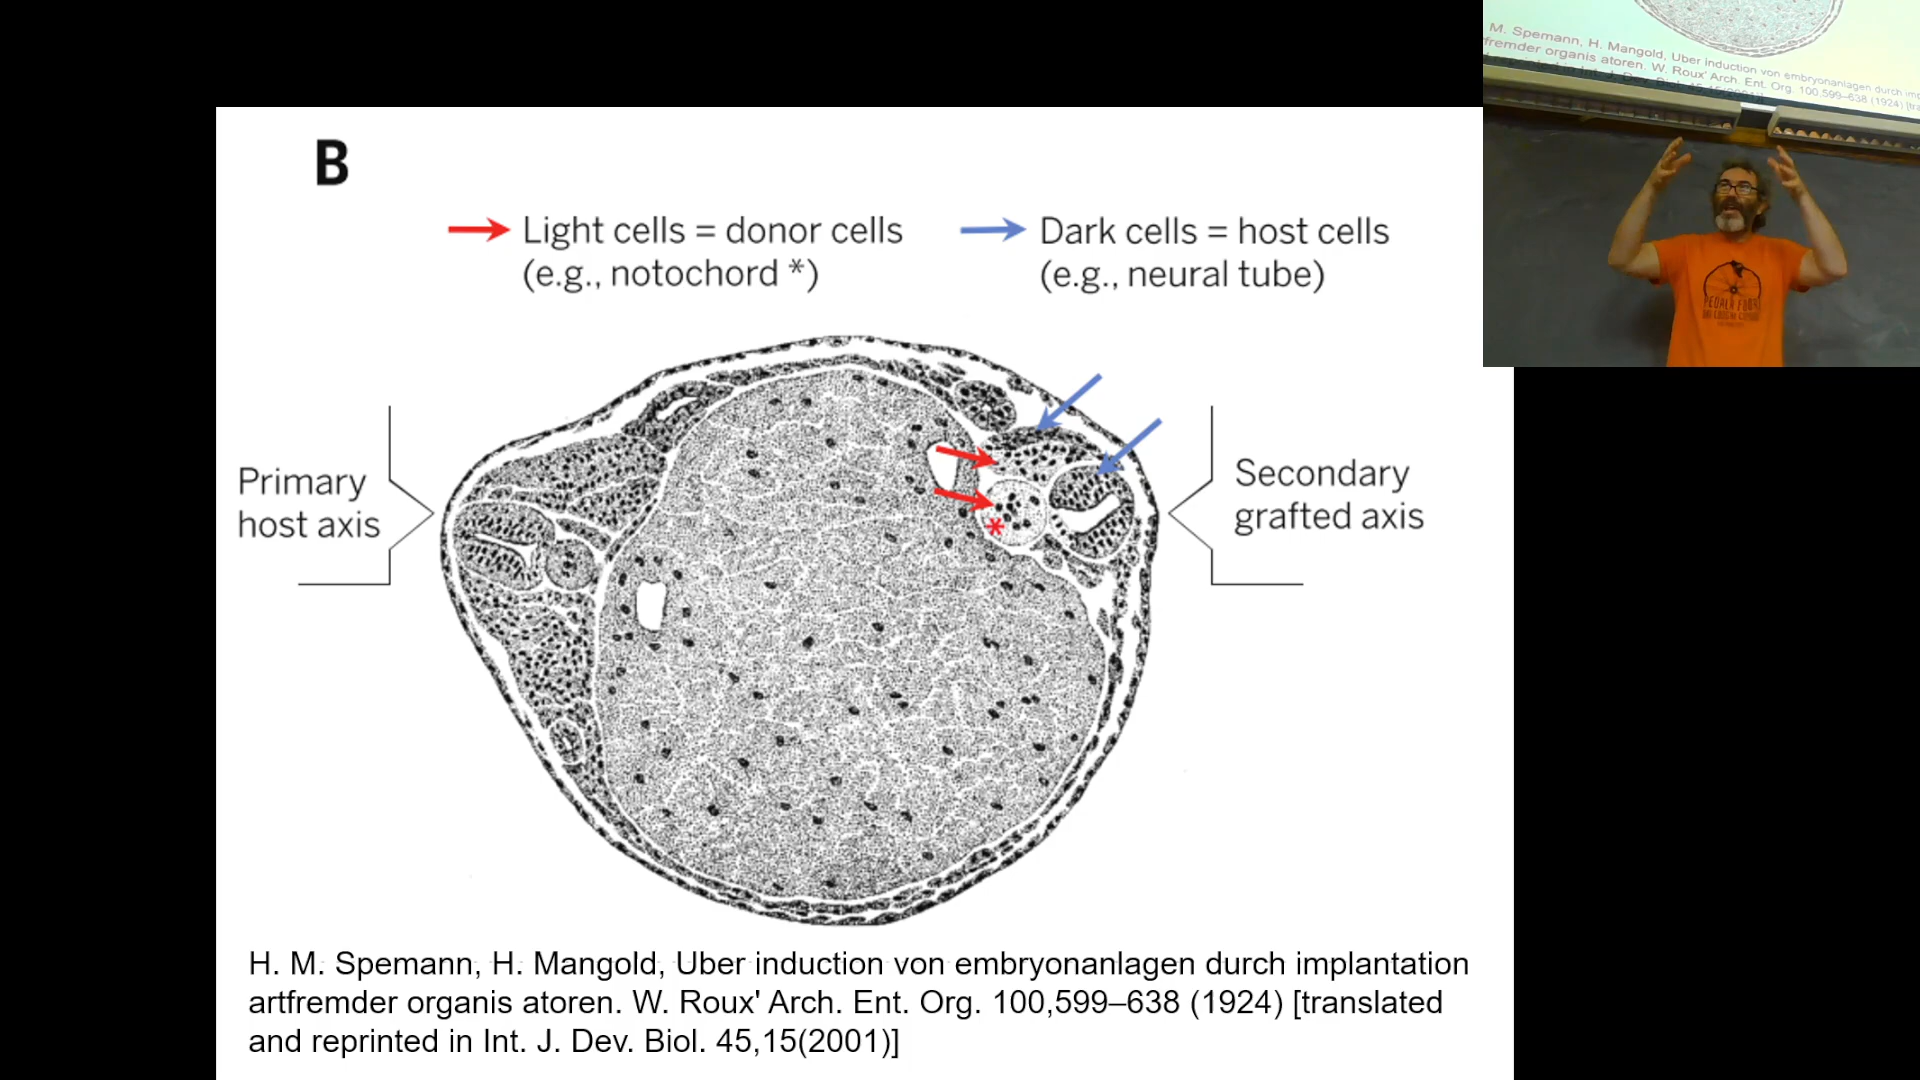 B
Light cells = donor cells
(e.g., notochord *)
Dark cells = host cells
(e.g., neural tube)
Primary
host axis
*
Secondary
grafted axis
H. M. Spemann, H. Mangold, Uber induction von embryonanlagen durch implantation
artfremder organis atoren. W. Roux' Arch. Ent. Org. 100,599–638 (1924) [translated
and reprinted in Int. J. Dev. Biol. 45,15(2001)]
M. Spemann, H. Mangold, Uber induction von embryonanlagen durch
fremder organis atoren. W. Roux' Arch. Ent. Org. 100,599–638 (1924)